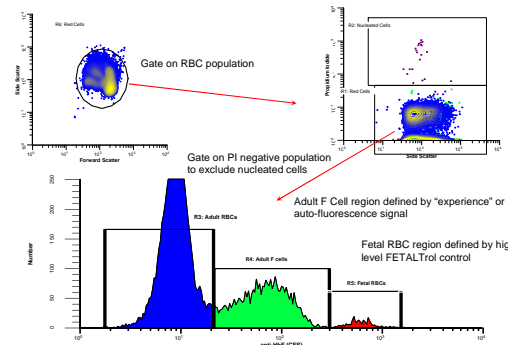 R6: Red Cells
Side Scatter
Forward Scatter
Gate on RBC population
R2: Nucleated Cells
Propidium Iodide
R1: Red Cells
Side Scatter
Gate on PI negative population
to exclude nucleated cells
Adult F Cell region defined by “experience” or
auto-fluorescence signal
Fetal RBC region defined by hig
level FETALTrol control
R3: Adult RBCs
R4: Adult F cells
R5: Fetal RBCs
Number
250
200
150
100
50
0
10⁰
10¹
10²
10³
10⁴